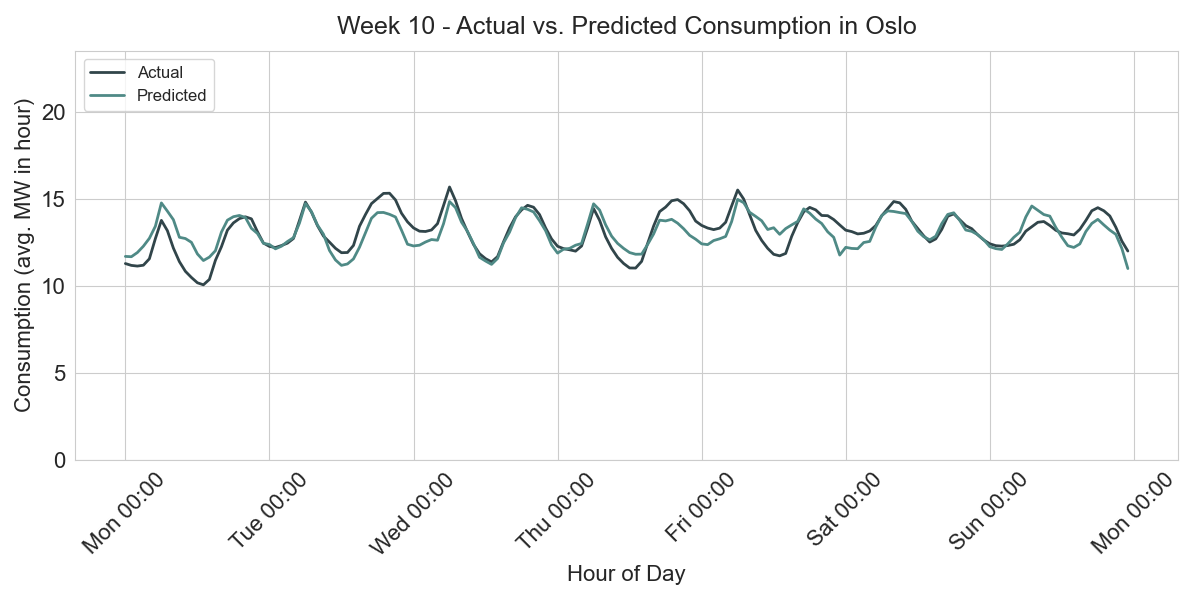 Week 10 - Actual vs. Predicted Consumption in Oslo
Actual
Predicted
Consumption (avg. MW in hour)
20
15
10
5
0
Mon 00:00
Tue 00:00
Wed 00:00
Thu 00:00
Fri 00:00
Sat 00:00
Sun 00:00
Mon 00:00
Hour of Day